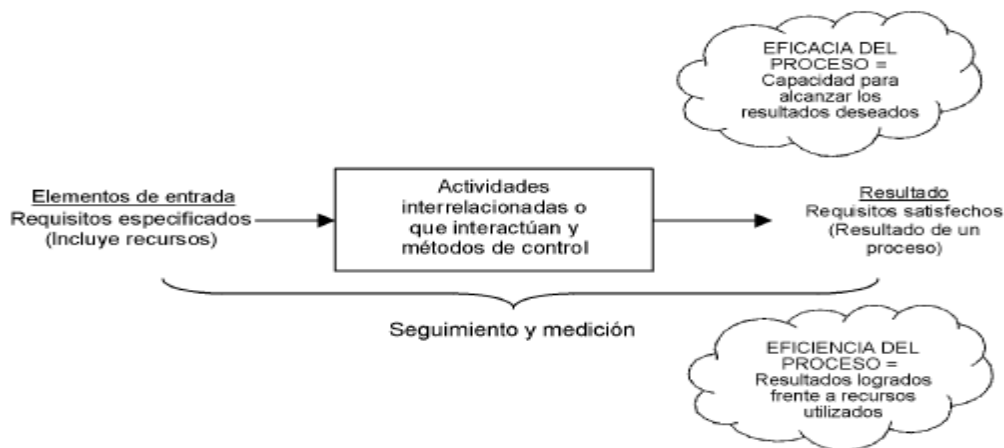 EFICACIA DEL
PROCESO =
Capacidad para
alcanzar los
resultados deseados
Elementos de entrada
Requisitos especificados
(Incluye recursos)
Actividades
interrelacionadas o
que interactúan y
métodos de control
Resultado
Requisitos satisfechos
(Resultado de un
proceso)
Seguimiento y medición
EFICIENCIA DEL
PROCESO =
Resultados logrados
frente a recursos
utilizados